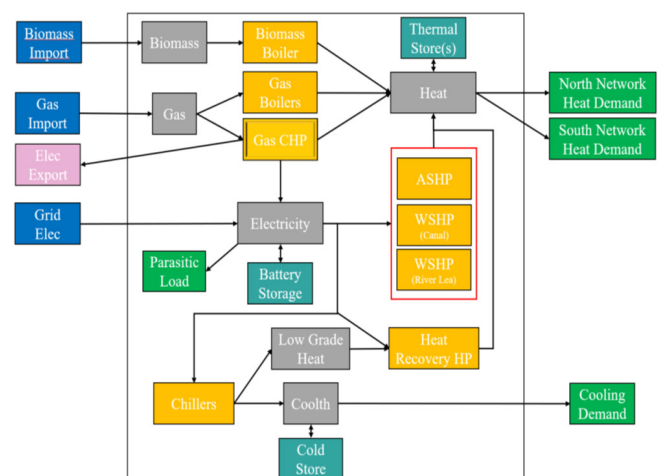 Biomass
Import
Biomass
Biomass
Boiler
Thermal
Store(s)
Gas
Import
Gas
Gas
Boilers
Heat
North Network
Heat Demand
South Network
Heat Demand
Gas CHP
Elec
Export
ASHP
Grid
Elec
Electricity
WSHP
(Canal)
Parasitic
Load
Battery
Storage
WSHP
(River Lea)
Low Grade
Heat
Heat
Recovery HP
Chillers
Coolth
Cooling
Demand
Cold
Store